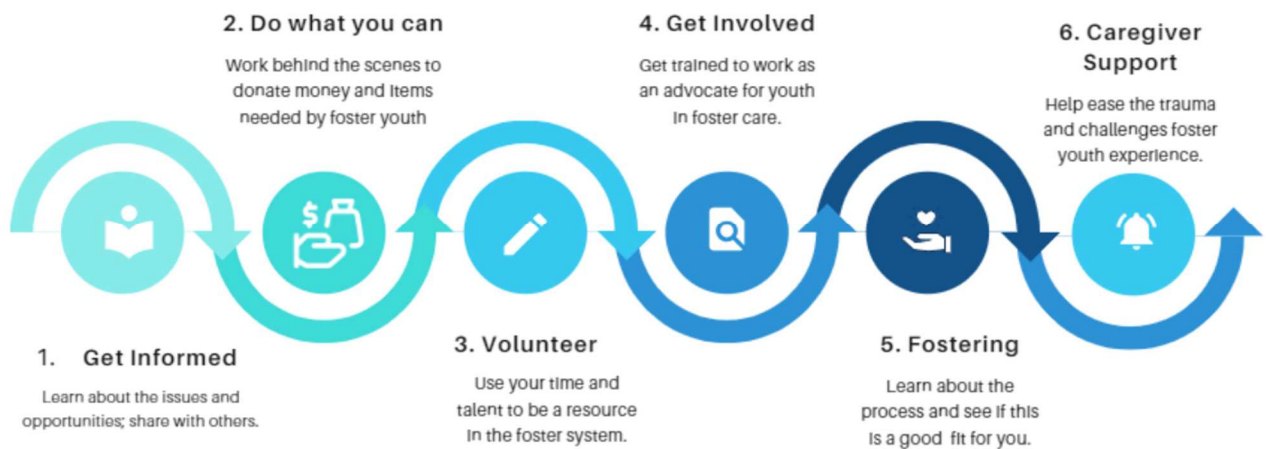 1. Get Informed
Learn about the issues and
opportunities; share with others.
2. Do what you can
Work behind the scenes to
donate money and items
needed by foster youth
$
3. Volunteer
Use your time and
talent to be a resource
in the foster system.
4. Get Involved
Get trained to work as
an advocate for youth
in foster care.
5. Fostering
Learn about the
process and see if this
is a good fit for you.
6. Caregiver
Support
Help ease the trauma
and challenges foster
youth experience.